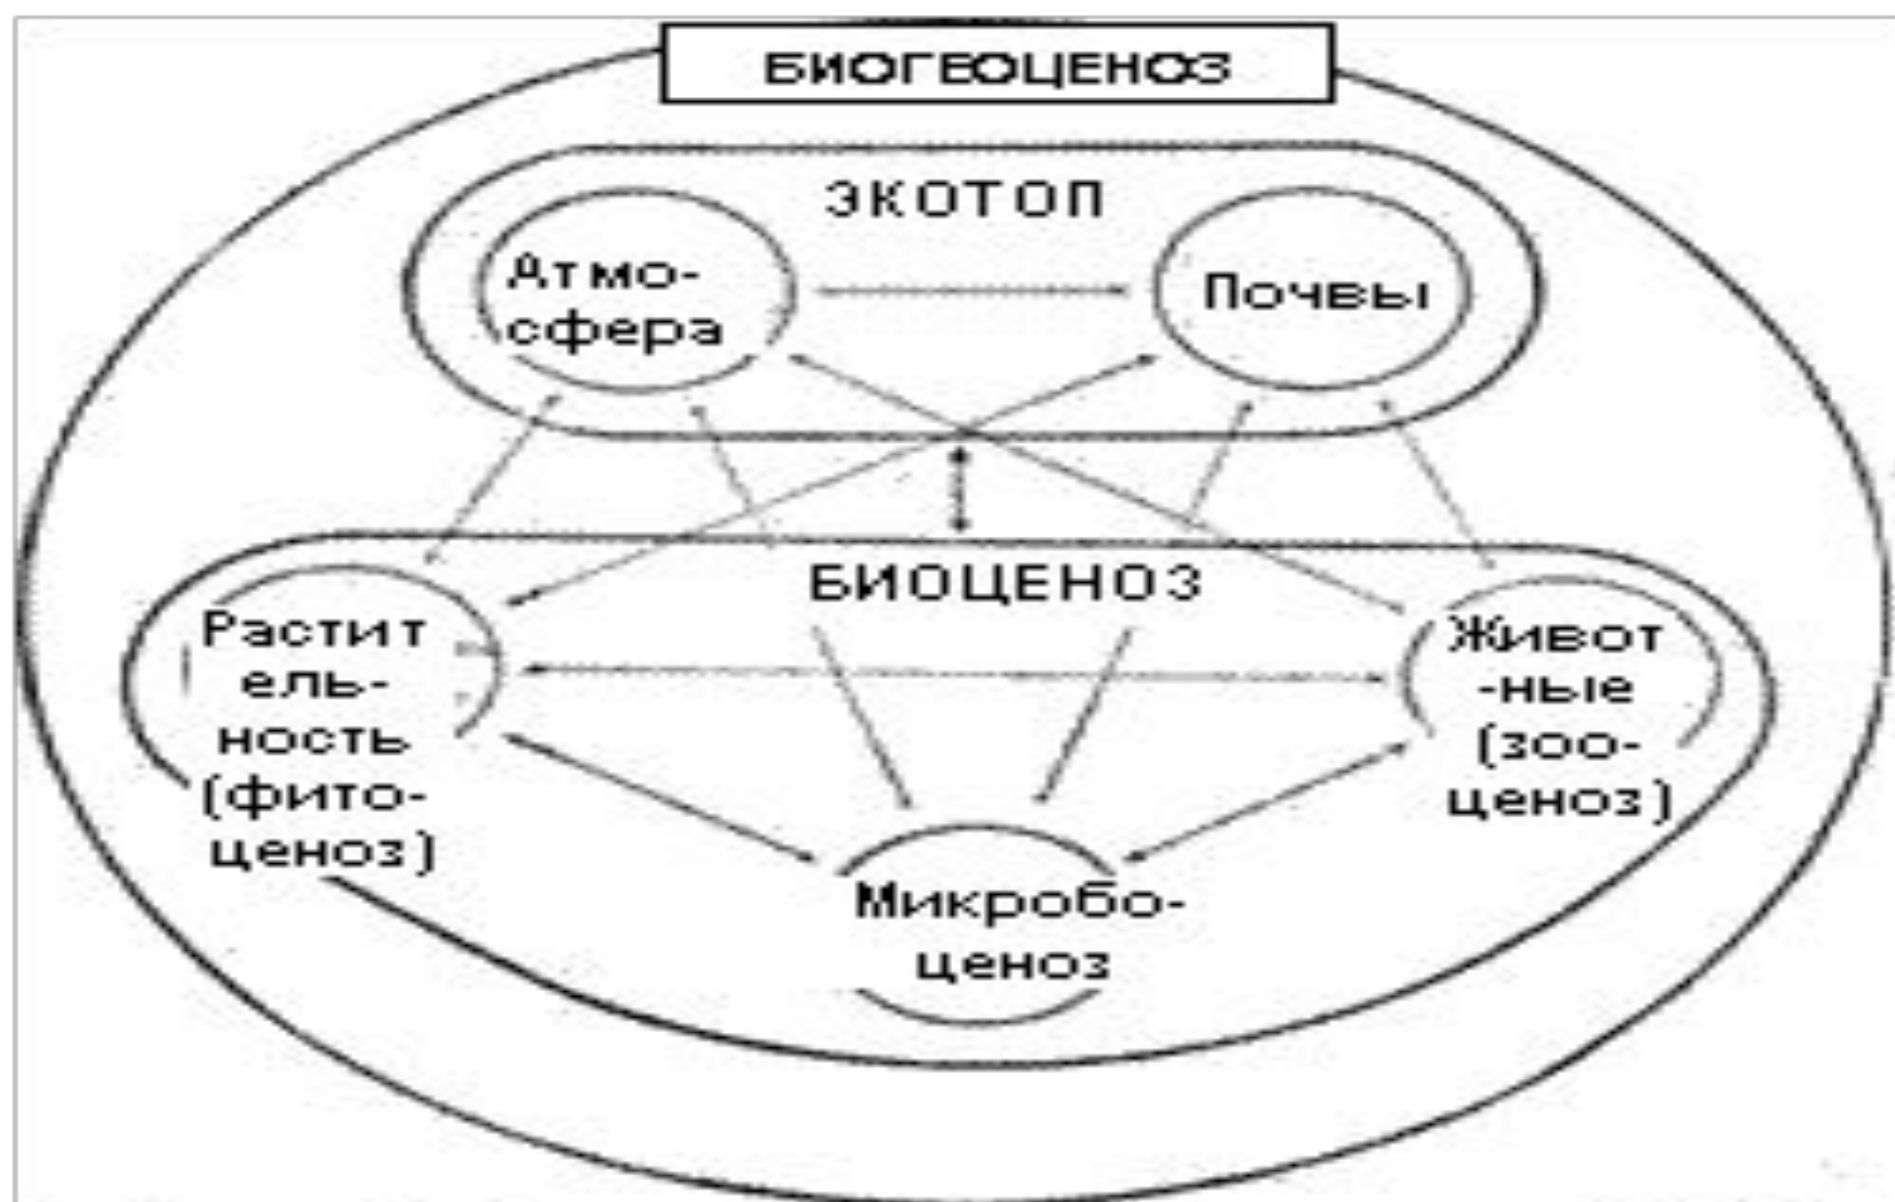 БИОГЕОЦЕНОЗ
ЭКОТОП
Атмо-
сфера
Почвы
БИОЦЕНОЗ
Растит
ель-
ность
(фито-
ценоз)
Живот
-ные
(зоо-
ценоз)
Микробо-
ценоз